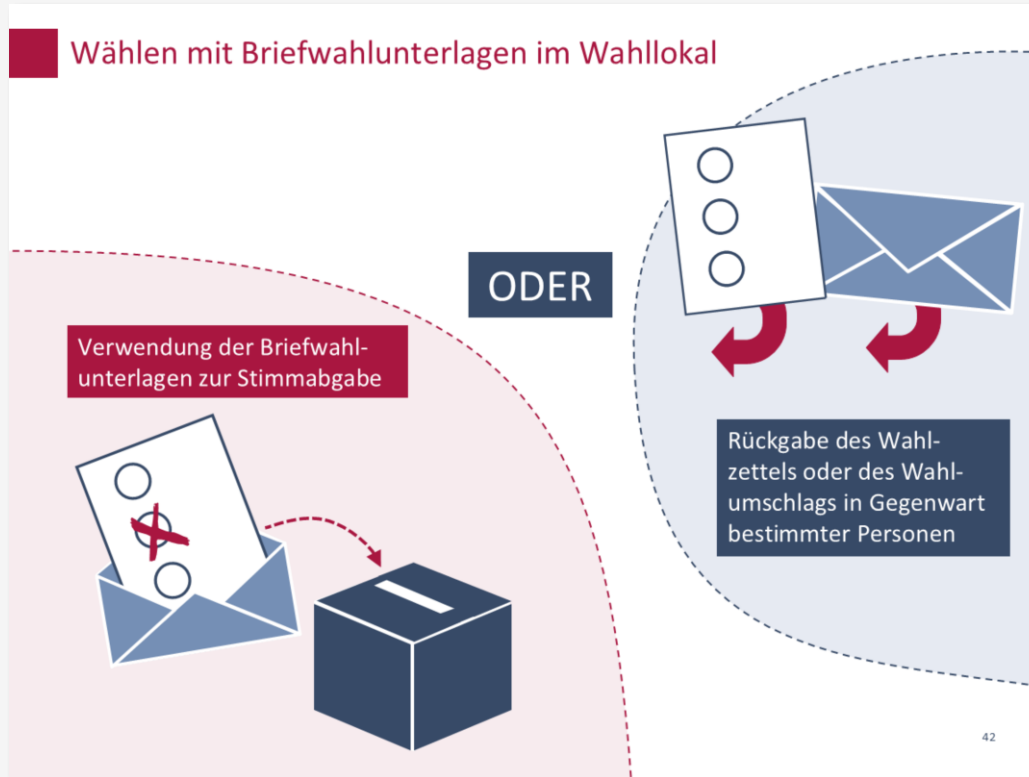 Wählen mit Briefwahlunterlagen im Wahllokal
ODER
Verwendung der Briefwahl-
unterlagen zur Stimmabgabe
Rückgabe des Wahl-
zettels oder des Wahl-
umschlags in Gegenwart
bestimmter Personen
42